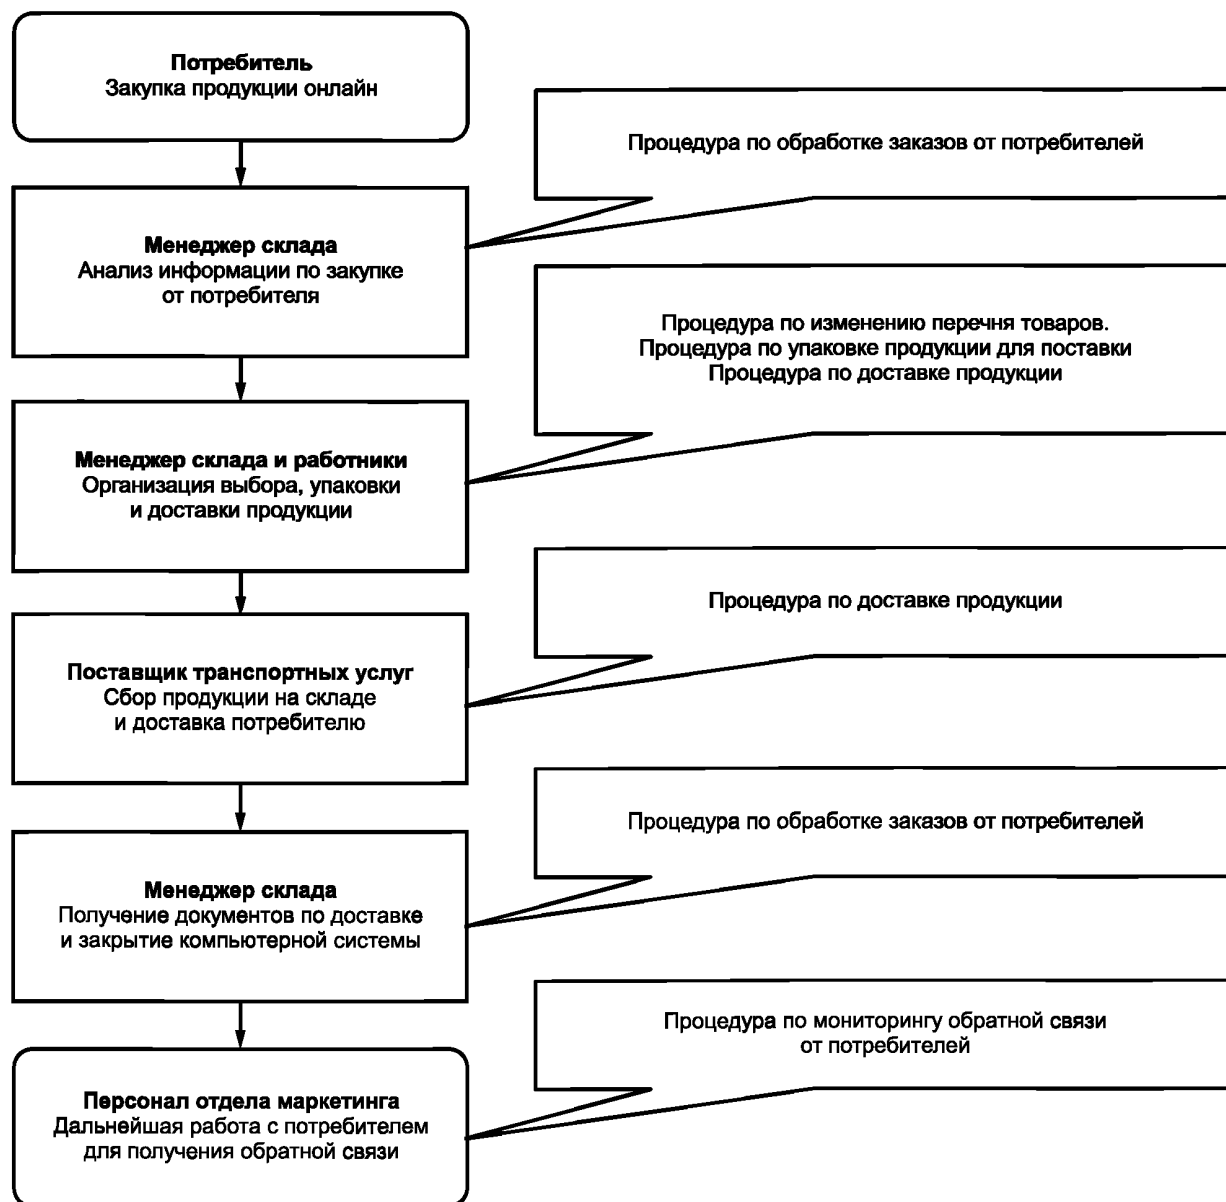 Потребитель
Закупка продукции онлайн
Процедура по обработке заказов от потребителей
Менеджер склада
Анализ информации по закупке
от потребителя
Процедура по изменению перечня товаров.
Процедура по упаковке продукции для поставки
Процедура по доставке продукции
Менеджер склада и работники
Организация выбора, упаковки
и доставки продукции
Процедура по доставке продукции
Поставщик транспортных услуг
Сбор продукции на складе
и доставка потребителю
Процедура по обработке заказов от потребителей
Менеджер склада
Получение документов по доставке
и закрытие компьютерной системы
Процедура по мониторингу обратной связи
от потребителей
Персонал отдела маркетинга
Дальнейшая работа с потребителем
для получения обратной связи